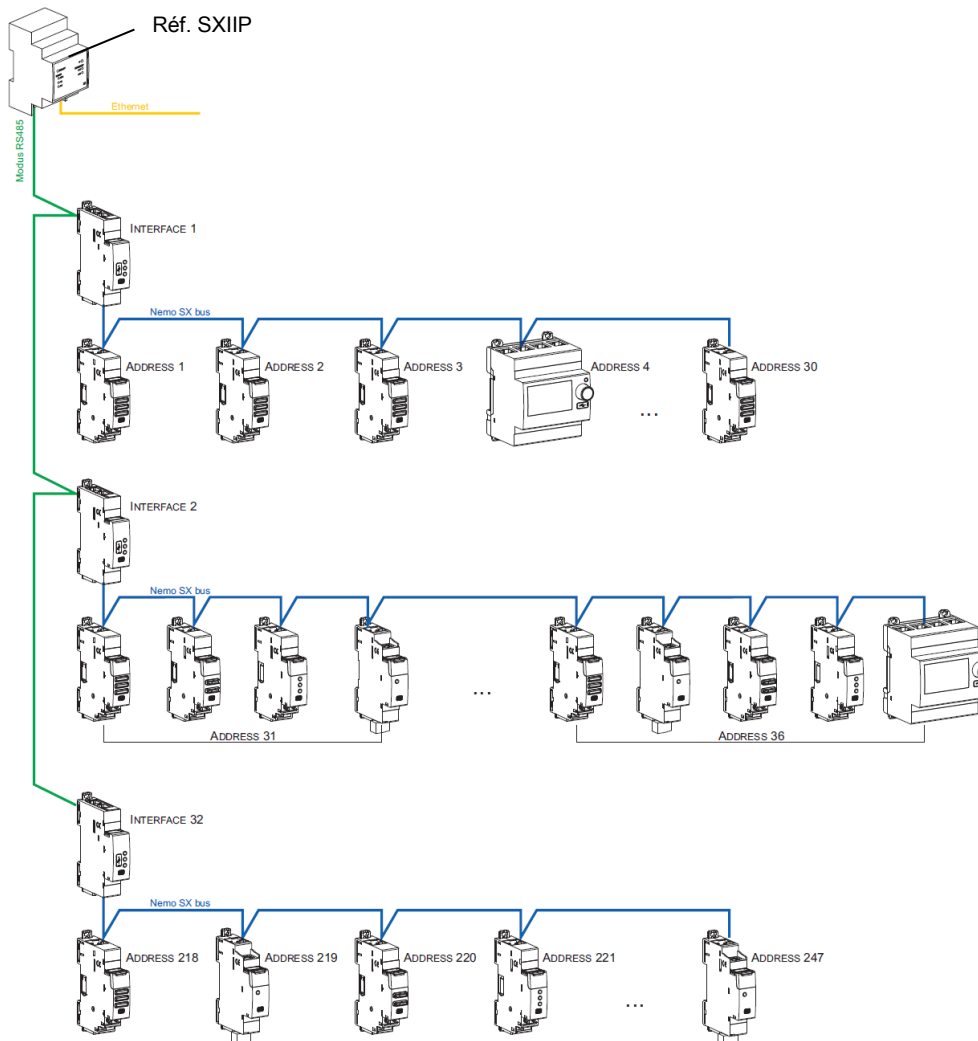 Réf. SXIIP
Ethernet
Modus RS485
INTERFACE 1
Nemo SX bus
ADDRESS 1
ADDRESS 2
ADDRESS 3
ADDRESS 4
ADDRESS 30
...
INTERFACE 2
Nemo SX bus
...
ADDRESS 31
ADDRESS 36
INTERFACE 32
Nemo SX bus
ADDRESS 218
ADDRESS 219
ADDRESS 220
ADDRESS 221
ADDRESS 247
...